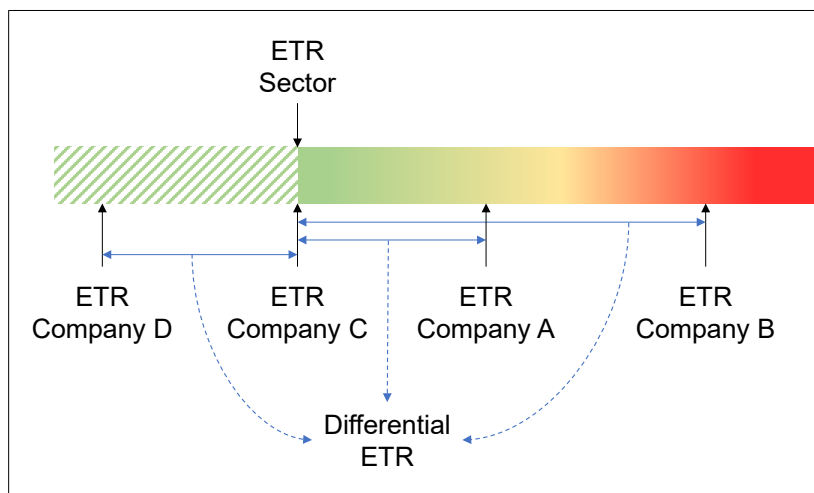 ETR
Sector
ETR
Company D
ETR
Company C
ETR
Company A
ETR
Company B
Differential
ETR